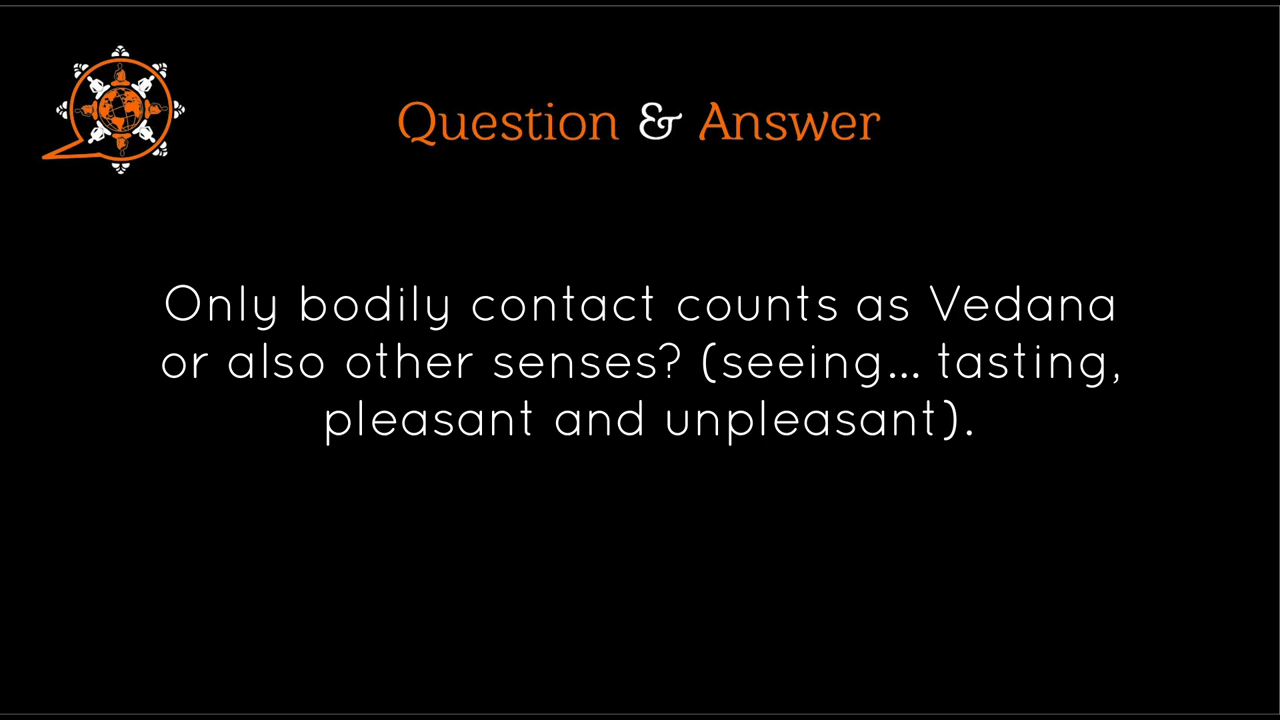 Question & Answer
Only bodily contact counts as Vedana
or also other senses? (seeing... tasting,
pleasant and unpleasant).